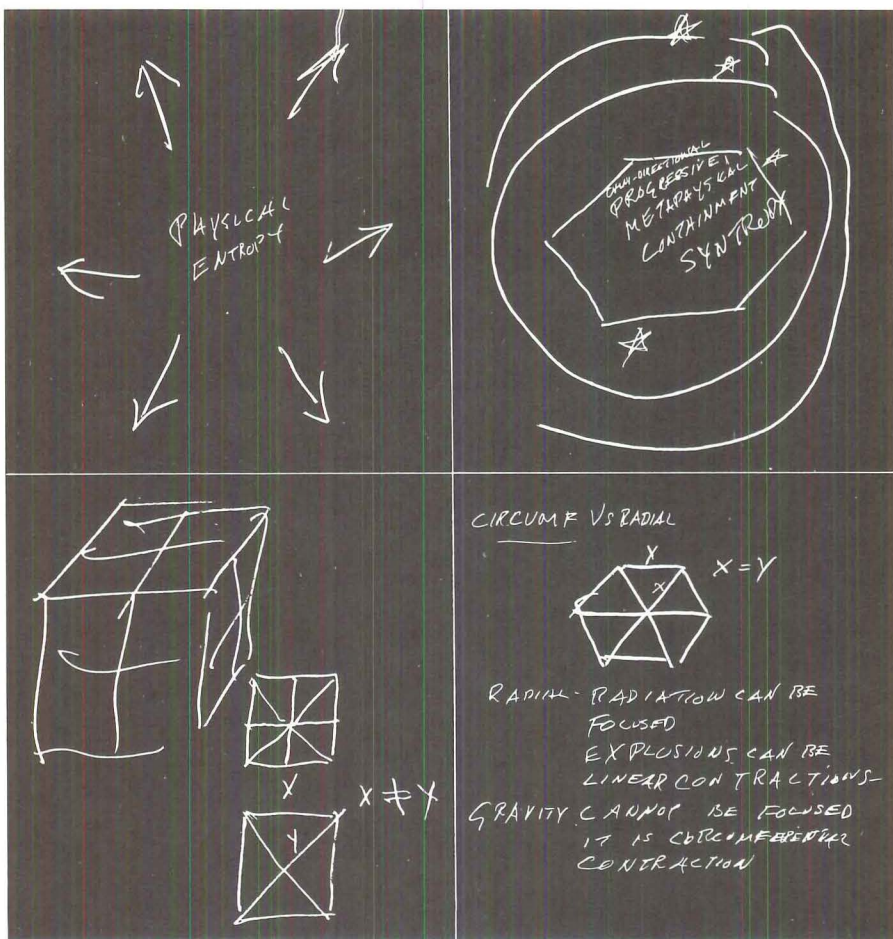 PHYSICAL
ENTROPY
OMNI-DIRECTIONAL
PROGRESSIVE,
METAPHYSICAL
CONTAINMENT
SYNTROPY
X
X ≠ Y
Y
CIRCUMF VS RADIAL
X
X = Y
X
RADIAL - RADIATION CAN BE
FOCUSED
EXPLOSIONS CAN BE
LINEAR CONTRACTIONS -
GRAVITY CANNOT BE FOCUSED
IT IS CIRCUMFERENTIAL
CONTRACTION